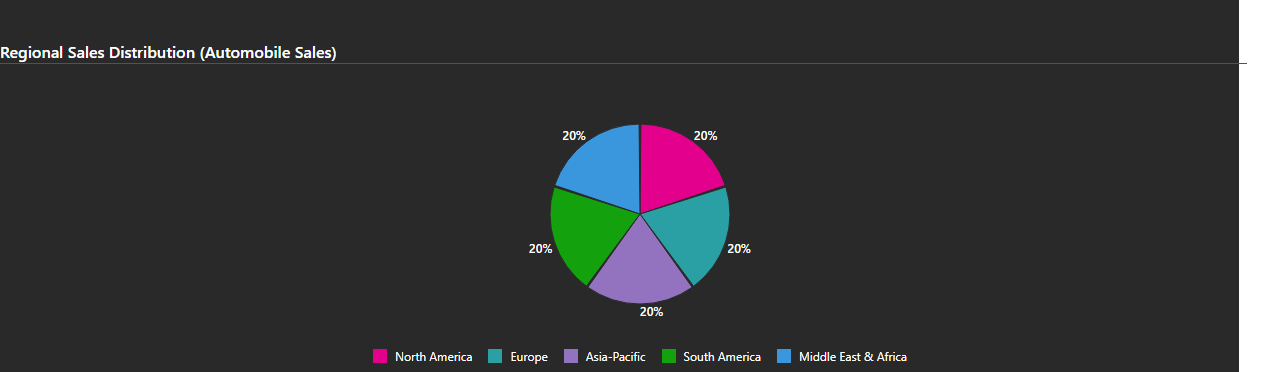 Regional Sales Distribution (Automobile Sales)
20% 20%
20% 20%
20%
North America Europe Asia-Pacific South America Middle East & Africa